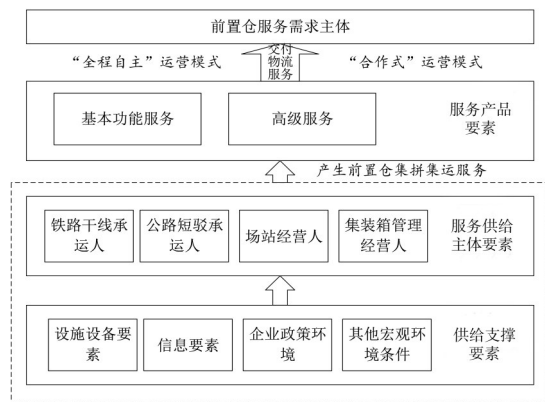 前置仓服务需求主体
“全程自主”运营模式
交付
物流
服务
“合作式”运营模式
基本功能服务
高级服务
服务产品
要素
产生前置仓集拼集运服务
铁路干线承
运人
公路短驳承
运人
场站经营人
集装箱管理
经营人
服务供给
主体要素
设施设备要
素
信息要素
企业政策环
境
其他宏观环
境条件
供给支撑
要素